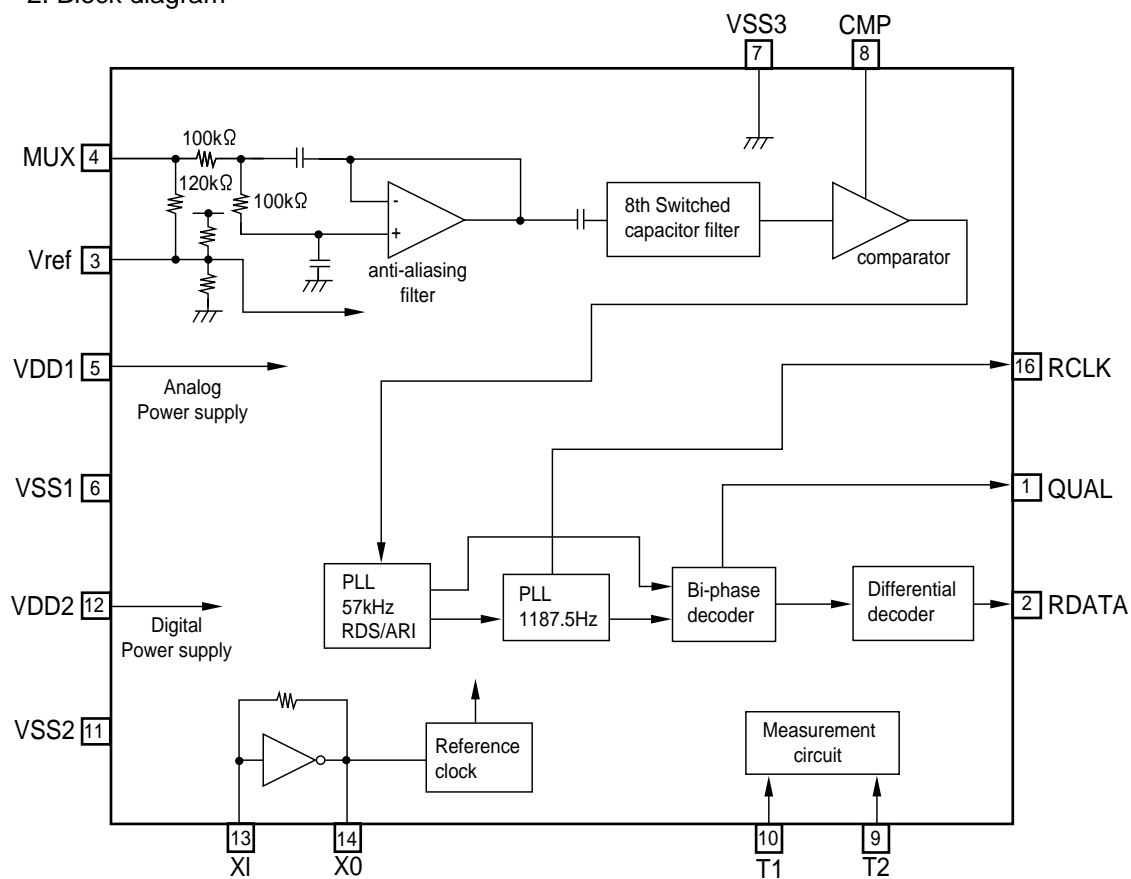 2. Block diagram
VSS3
CMP
7
8
100kΩ
MUX
4
120kΩ
100kΩ
-
+
8th Switched
capacitor filter
comparator
Vref
3
anti-aliasing
filter
VDD1
5
Analog
Power supply
16
RCLK
VSS1
6
1
QUAL
PLL
57kHz
RDS/ARI
PLL
1187.5Hz
Bi-phase
decoder
Differential
decoder
VDD2
12
2
RDATA
Digital
Power supply
VSS2
11
Reference
clock
Measurement
circuit
13
14
10
9
XI
X0
T1
T2